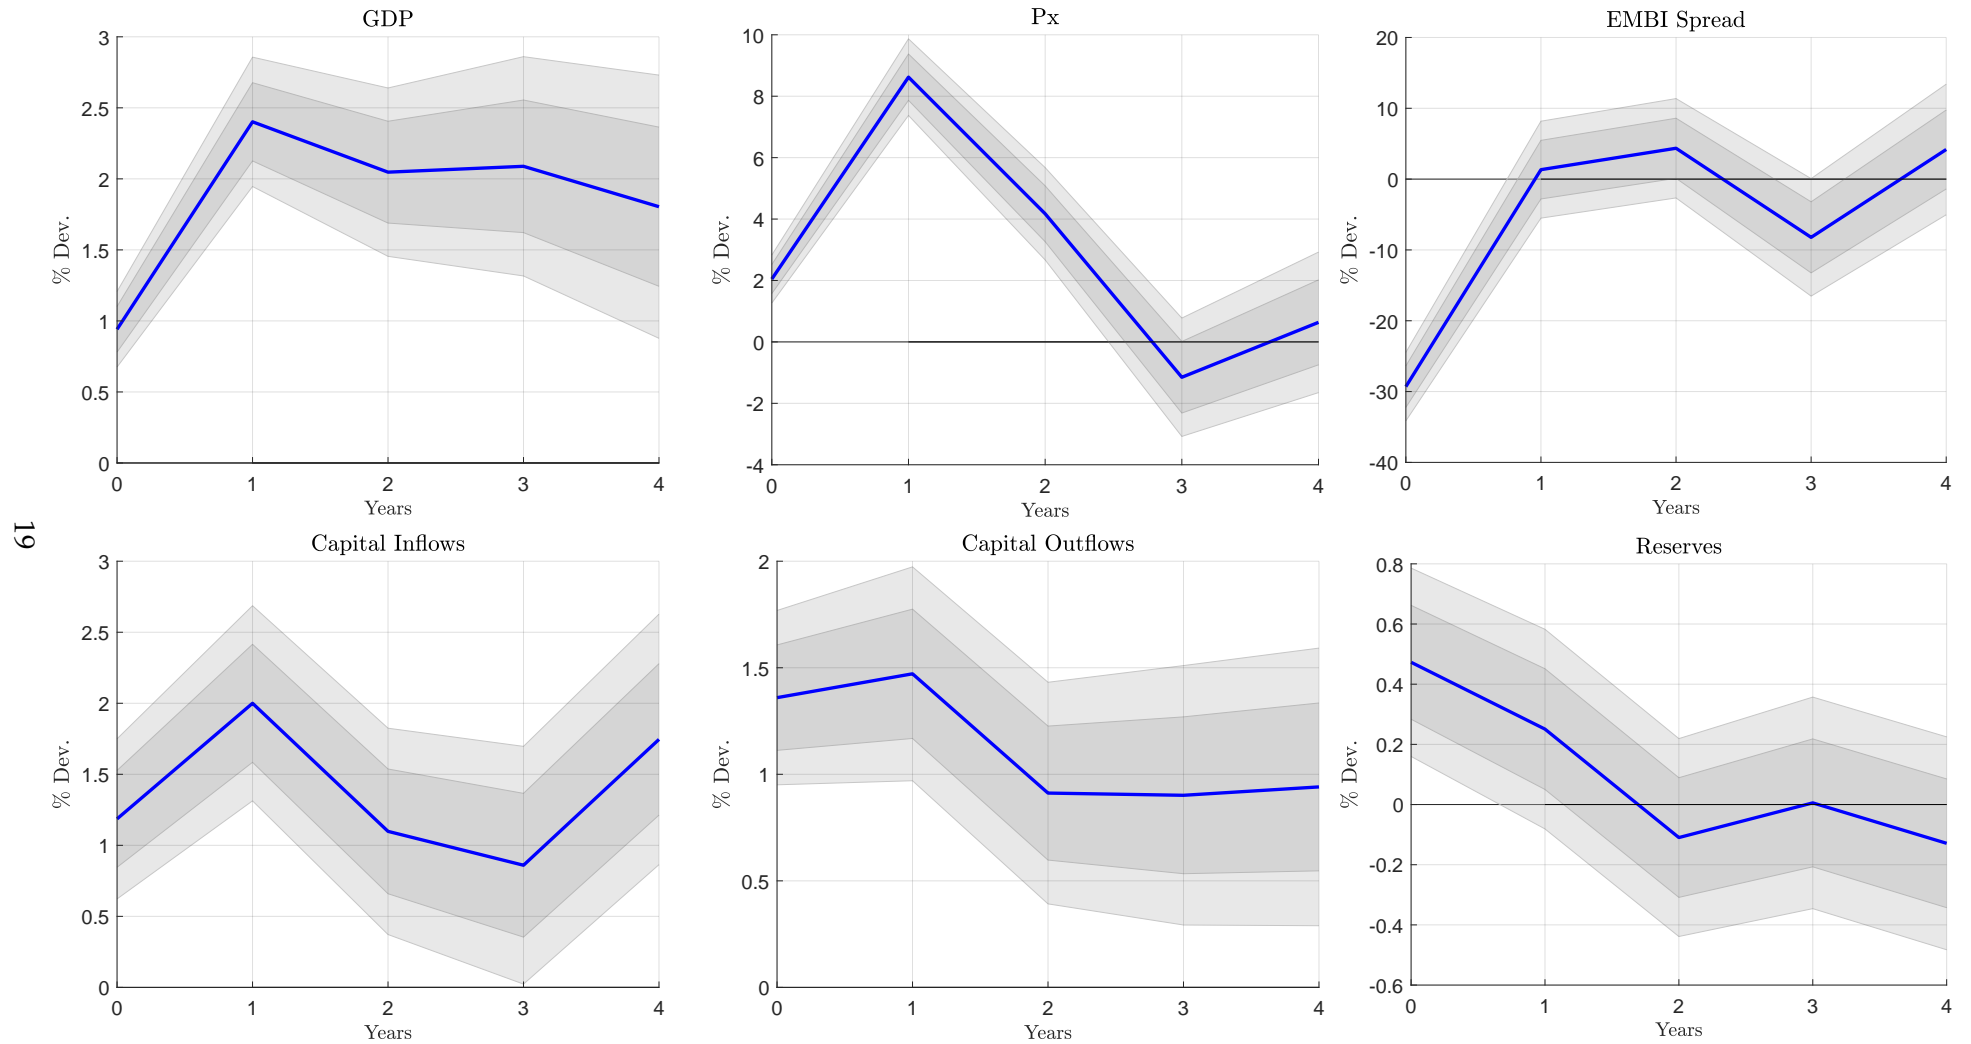 GDP
3
2.5
2
1.5
1
0.5
0
% Dev.
0 1 2 3 4
Years
Px
10
8
6
4
2
0
-2
-4
% Dev.
0 1 2 3 4
Years
EMBI Spread
20
10
0
-10
-20
-30
-40
% Dev.
0 1 2 3 4
Years
19
Capital Inflows
3
2.5
2
1.5
1
0.5
0
% Dev.
0 1 2 3 4
Years
Capital Outflows
2
1.5
1
0.5
0
% Dev.
0 1 2 3 4
Years
Reserves
0.8
0.6
0.4
0.2
0
-0.2
-0.4
-0.6
% Dev.
0 1 2 3 4
Years